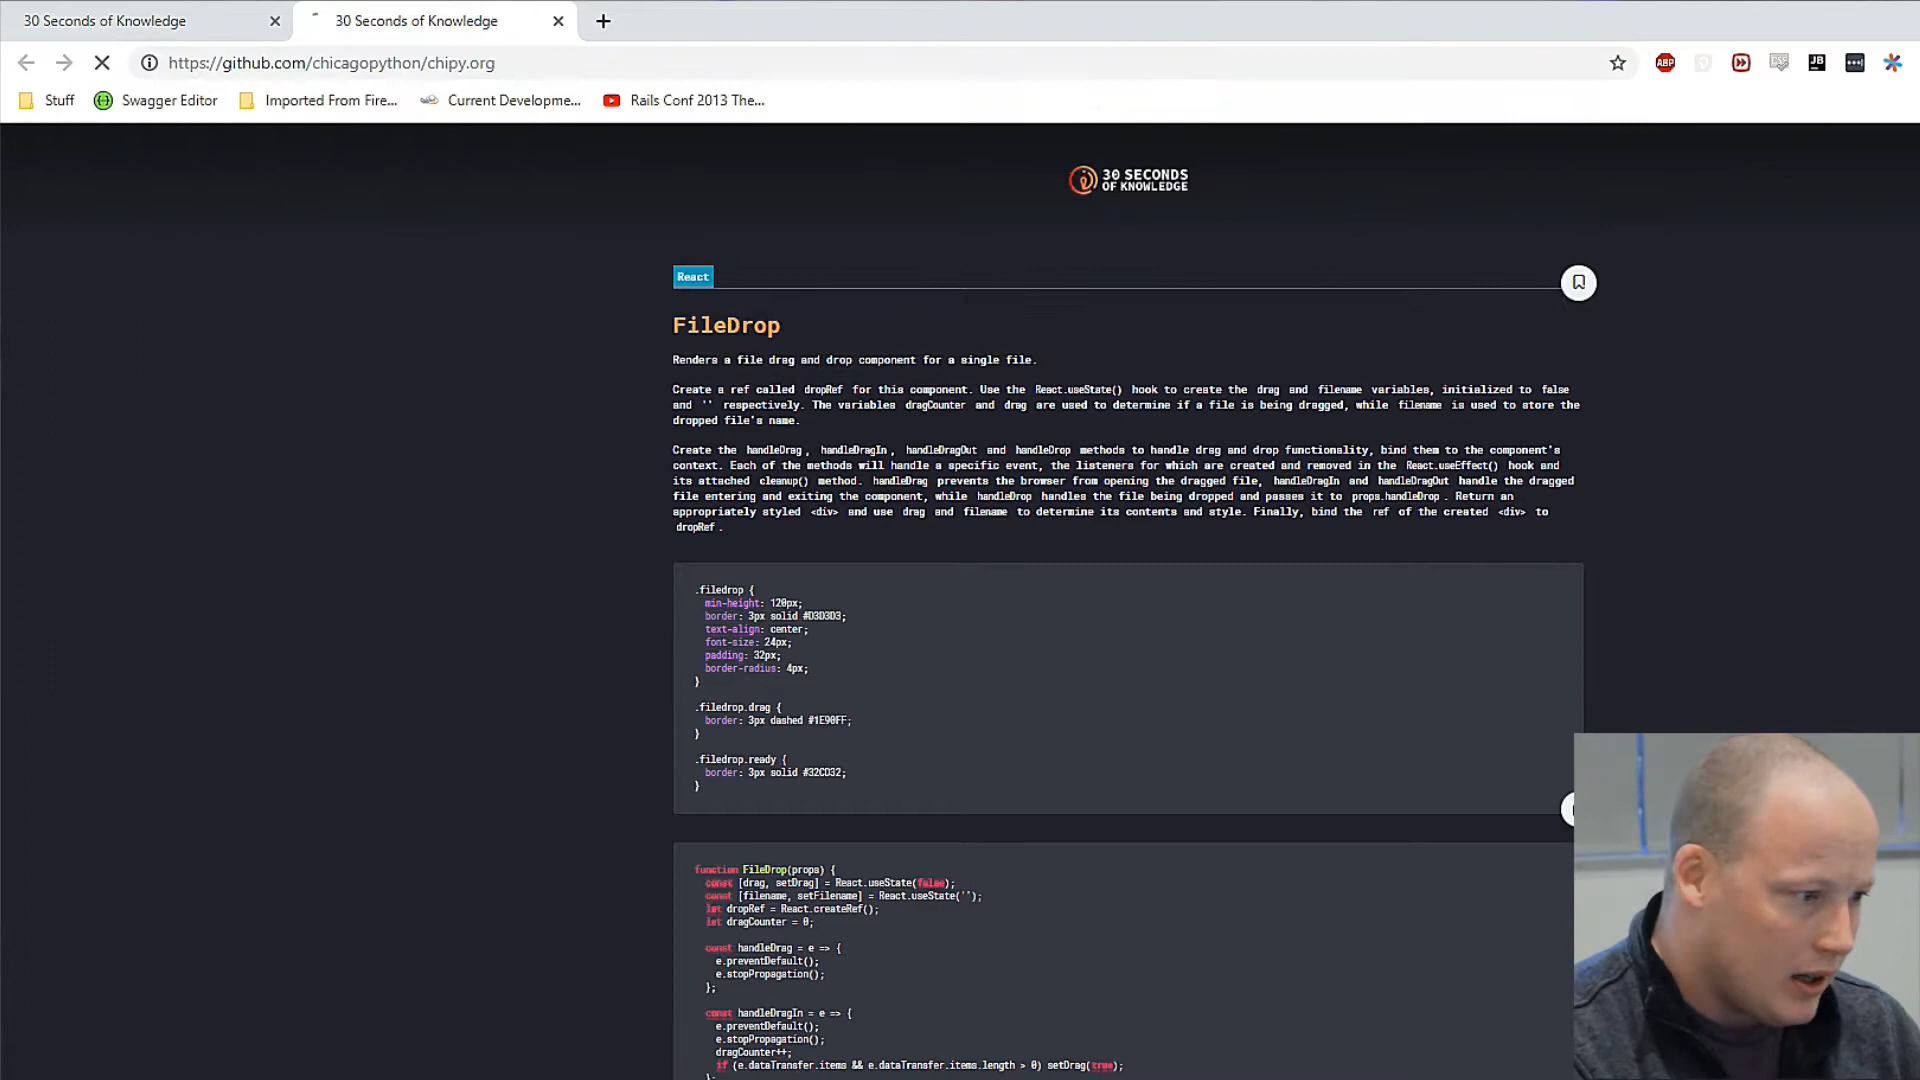 30 Seconds of Knowledge
30 Seconds of Knowledge
https://github.com/chicagopython/chipy.org
ABP
JB
Stuff
Swagger Editor
Imported From Fire...
Current Developme...
Rails Conf 2013 The...
30 SECONDS
OF KNOWLEDGE
React
FileDrop
Renders a file drag and drop component for a single file.
Create a ref called dropRef for this component. Use the React.useState() hook to create the drag and filename variables, initialized to false
and '' respectively. The variables dragCounter and drag are used to determine if a file is being dragged, while filename is used to store the
dropped file's name.
Create the handleDrag, handleDragIn, handleDragOut and handleDrop methods to handle drag and drop functionality, bind them to the component's
context. Each of the methods will handle a specific event, the listeners for which are created and removed in the React.useEffect() hook and
its attached cleanup() method. handleDrag prevents the browser from opening the dragged file, handleDragIn and handleDragOut handle the dragged
file entering and exiting the component, while handleDrop handles the file being dropped and passes it to props.handleDrop. Return an
appropriately styled <div> and use drag and filename to determine its contents and style. Finally, bind the ref of the created <div> to
dropRef.
.filedrop {
min-height: 120px;
border: 3px solid #D3D3D3;
text-align: center;
font-size: 24px;
padding: 32px;
border-radius: 4px;
}
.filedrop.drag {
border: 3px dashed #1E90FF;
}
.filedrop.ready {
border: 3px solid #32CD32;
}
function FileDrop(props) {
const [drag, setDrag] = React.useState(false);
const [filename, setFilename] = React.useState('');
let dropRef = React.createRef();
let dragCounter = 0;
const handleDrag = e => {
e.preventDefault();
e.stopPropagation();
};
const handleDragIn = e => {
e.preventDefault();
e.stopPropagation();
dragCounter++;
if (e.dataTransfer.items && e.dataTransfer.items.length > 0) setDrag(true);
};